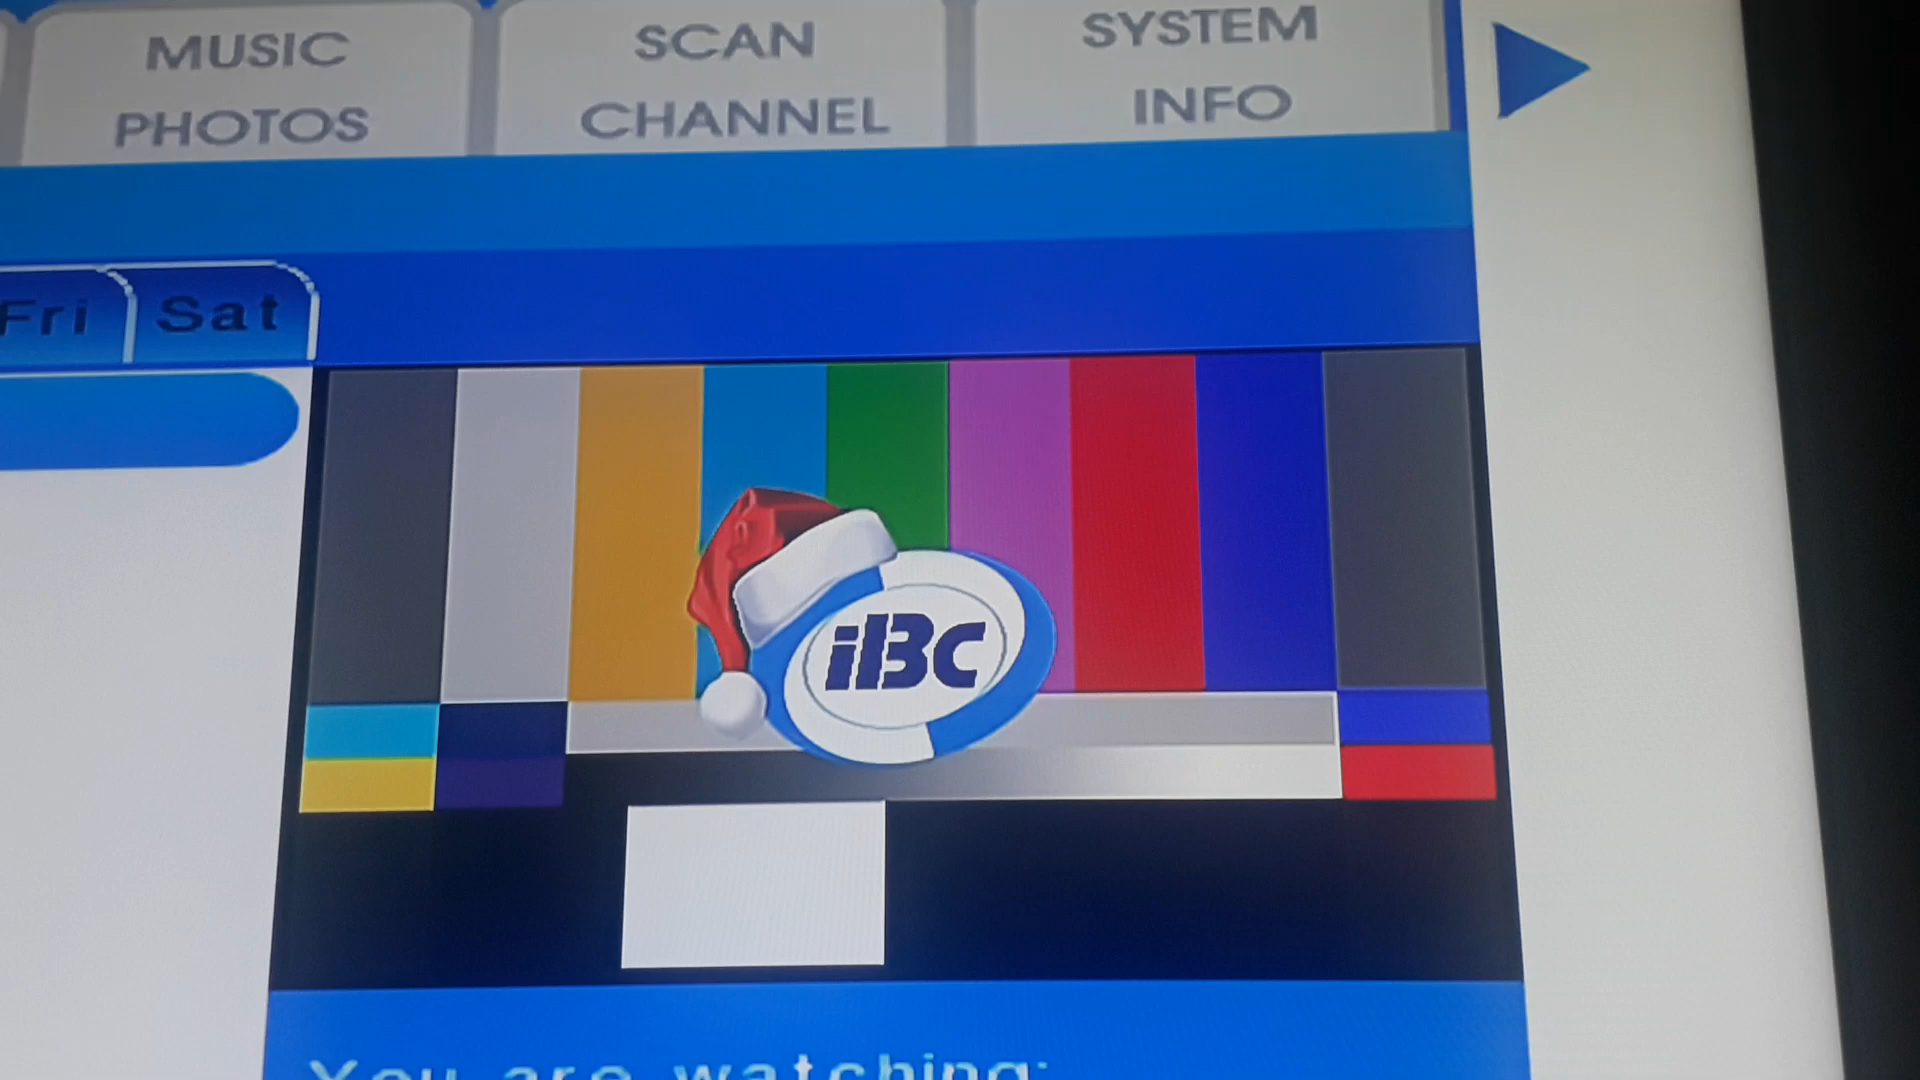 MUSIC
PHOTOS
SCAN
CHANNEL
SYSTEM
INFO
Fri
Sat
iBC
You are watching: